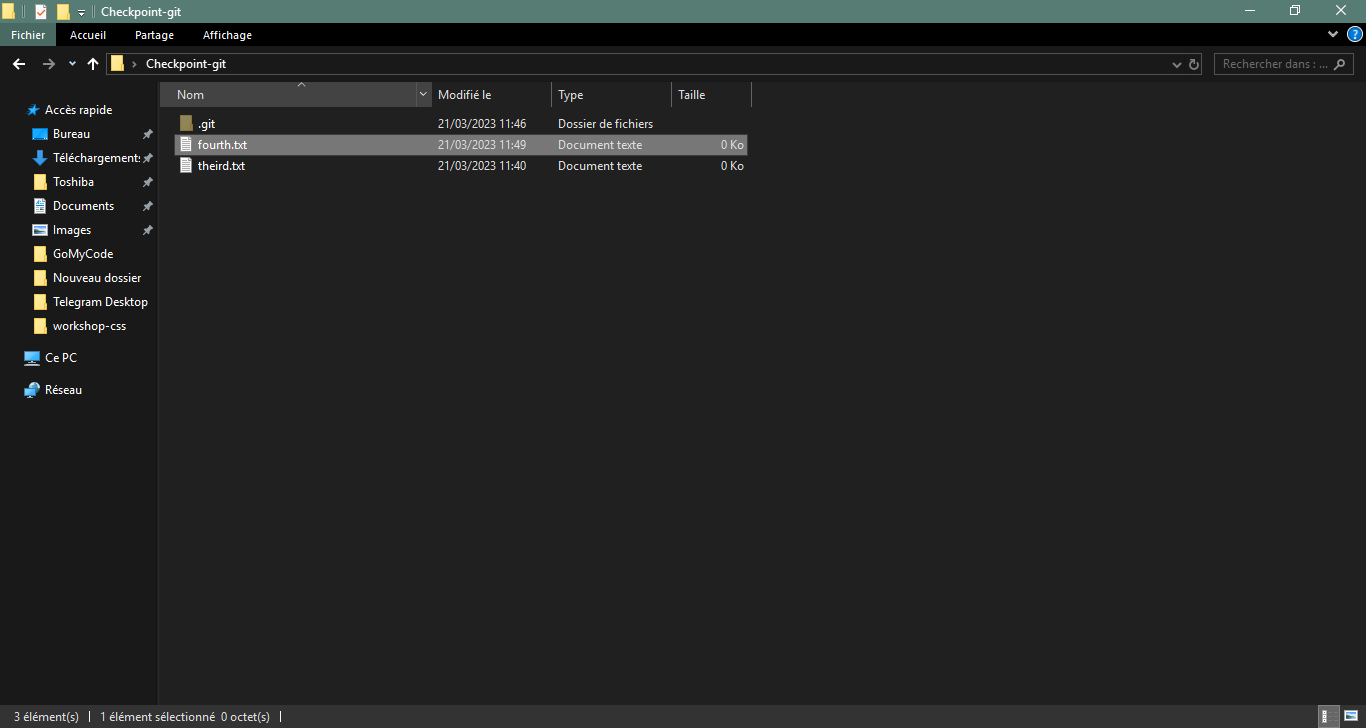 Checkpoint-git
Fichier Accueil Partage Affichage
Checkpoint-git
Rechercher dans : ...
Accès rapide
Bureau
Téléchargements
Toshiba
Documents
Images
GoMyCode
Nouveau dossier
Telegram Desktop
workshop-css
Ce PC
Réseau
Nom Modifié le Type Taille
.git 21/03/2023 11:46 Dossier de fichiers
fourth.txt 21/03/2023 11:49 Document texte 0 Ko
theird.txt 21/03/2023 11:40 Document texte 0 Ko
3 élément(s) 1 élément sélectionné 0 octet(s)